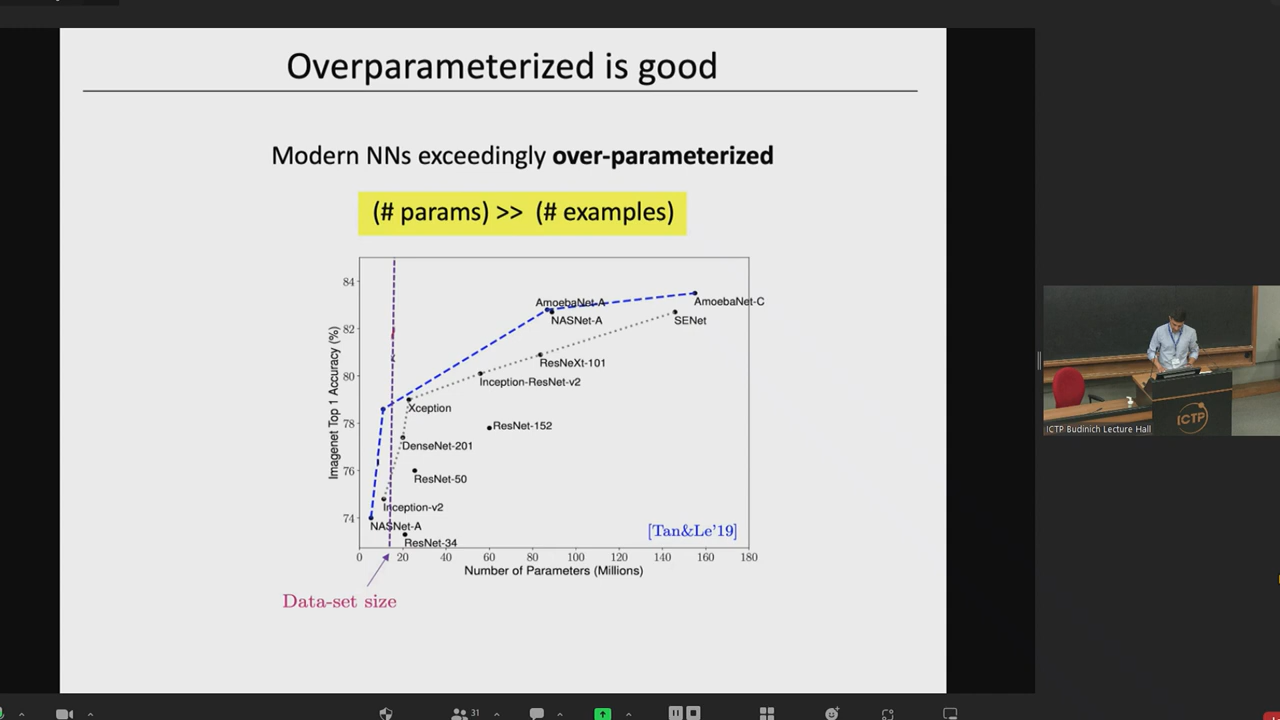 Overparameterized is good
Modern NNs exceedingly over-parameterized
(# params) >> (# examples)
84
82
80
78
76
74
Imagenet Top 1 Accuracy (%)
AmoebaNet-A
AmoebaNet-C
NASNet-A
SENet
ResNeXt-101
Inception-ResNet-v2
Xception
ResNet-152
DenseNet-201
ResNet-50
Inception-v2
NASNet-A
ResNet-34
[Tan&Le'19]
0 20 40 60 80 100 120 140 160 180
Number of Parameters (Millions)
Data-set size
ICTP
ICTP Budinich Lecture Hall
31